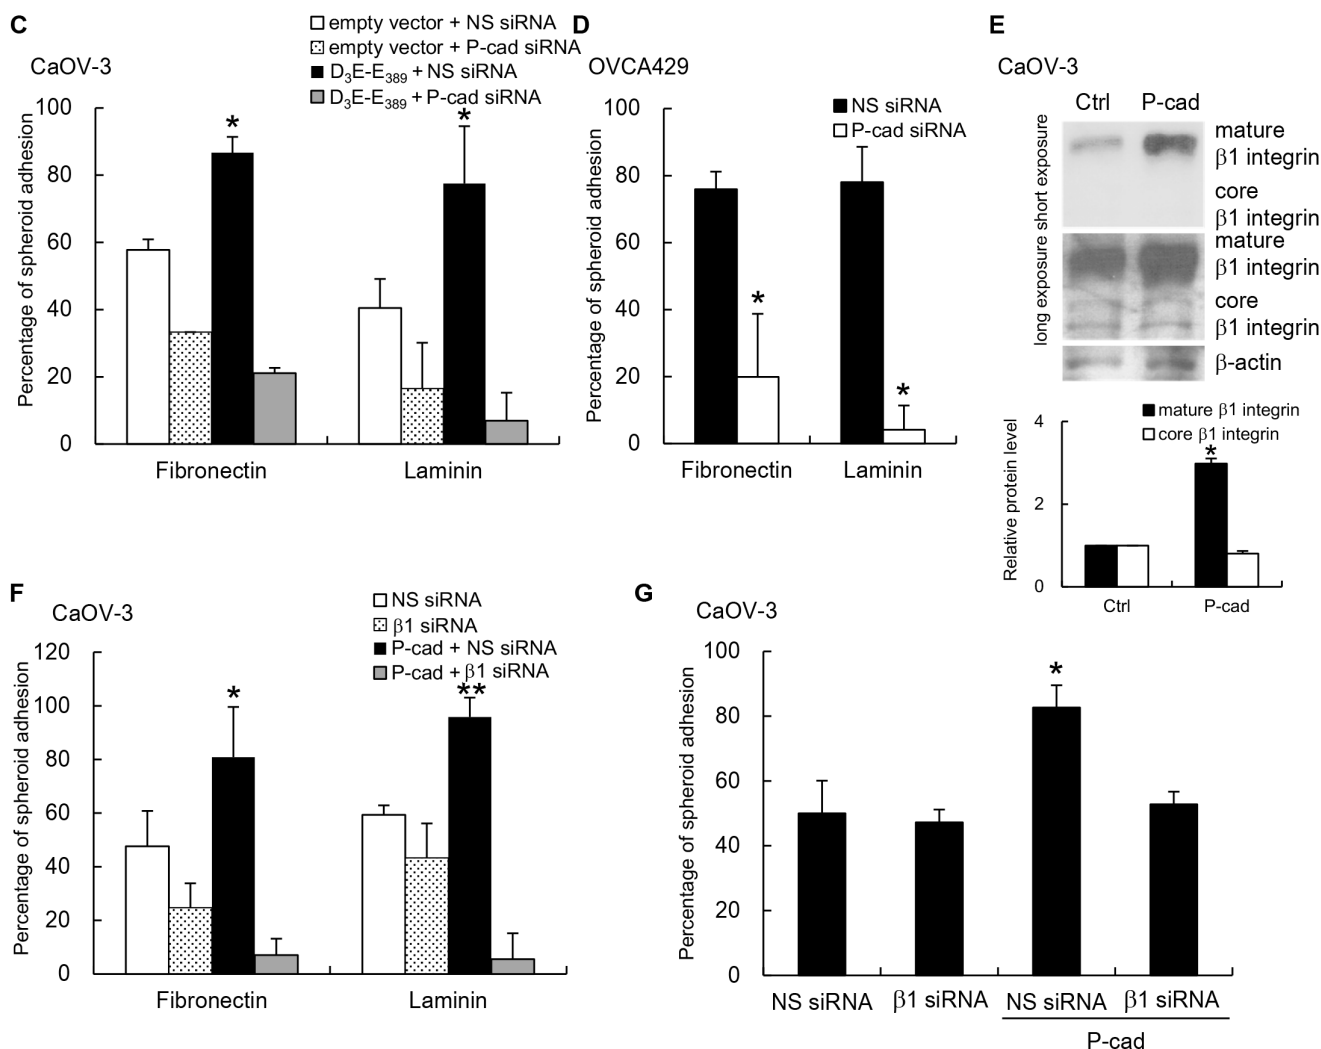 C
CaOV-3
empty vector + NS siRNA
empty vector + P-cad siRNA
D3E-E389 + NS siRNA
D3E-E389 + P-cad siRNA
Percentage of spheroid adhesion
100
80
60
40
20
0
*
*
Fibronectin
Laminin
D
OVCA429
NS siRNA
P-cad siRNA
Percentage of spheroid adhesion
100
80
60
40
20
0
*
*
Fibronectin
Laminin
E
CaOV-3
Ctrl
P-cad
short exposure
mature
β1 integrin
core
β1 integrin
long exposure
mature
β1 integrin
core
β1 integrin
β-actin
mature β1 integrin
core β1 integrin
Relative protein level
4
2
0
*
Ctrl
P-cad
F
CaOV-3
NS siRNA
β1 siRNA
P-cad + NS siRNA
P-cad + β1 siRNA
Percentage of spheroid adhesion
120
100
80
60
40
20
0
*
**
Fibronectin
Laminin
G
CaOV-3
Percentage of spheroid adhesion
100
80
60
40
20
0
*
NS siRNA
β1 siRNA
NS siRNA
β1 siRNA
P-cad